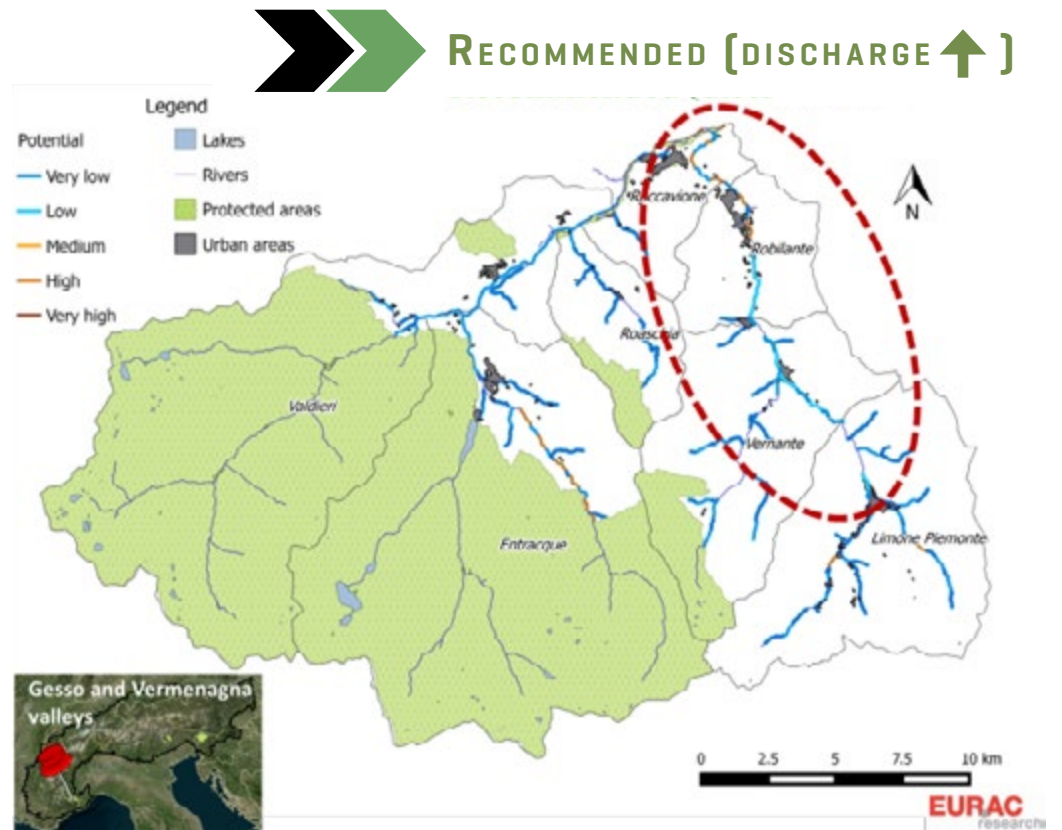 RECOMMENDED (DISCHARGE )
Legend
Potential
Very low
Low
Medium
High
Very high
Lakes
Rivers
Protected areas
Urban areas
N
Roccavione
Robilante
Roaschia
Valdieri
Vernante
Entracque
Limone Piemonte
Gesso and Vermenagna
valleys
0 2.5 5 7.5 10 km
EURAC
research